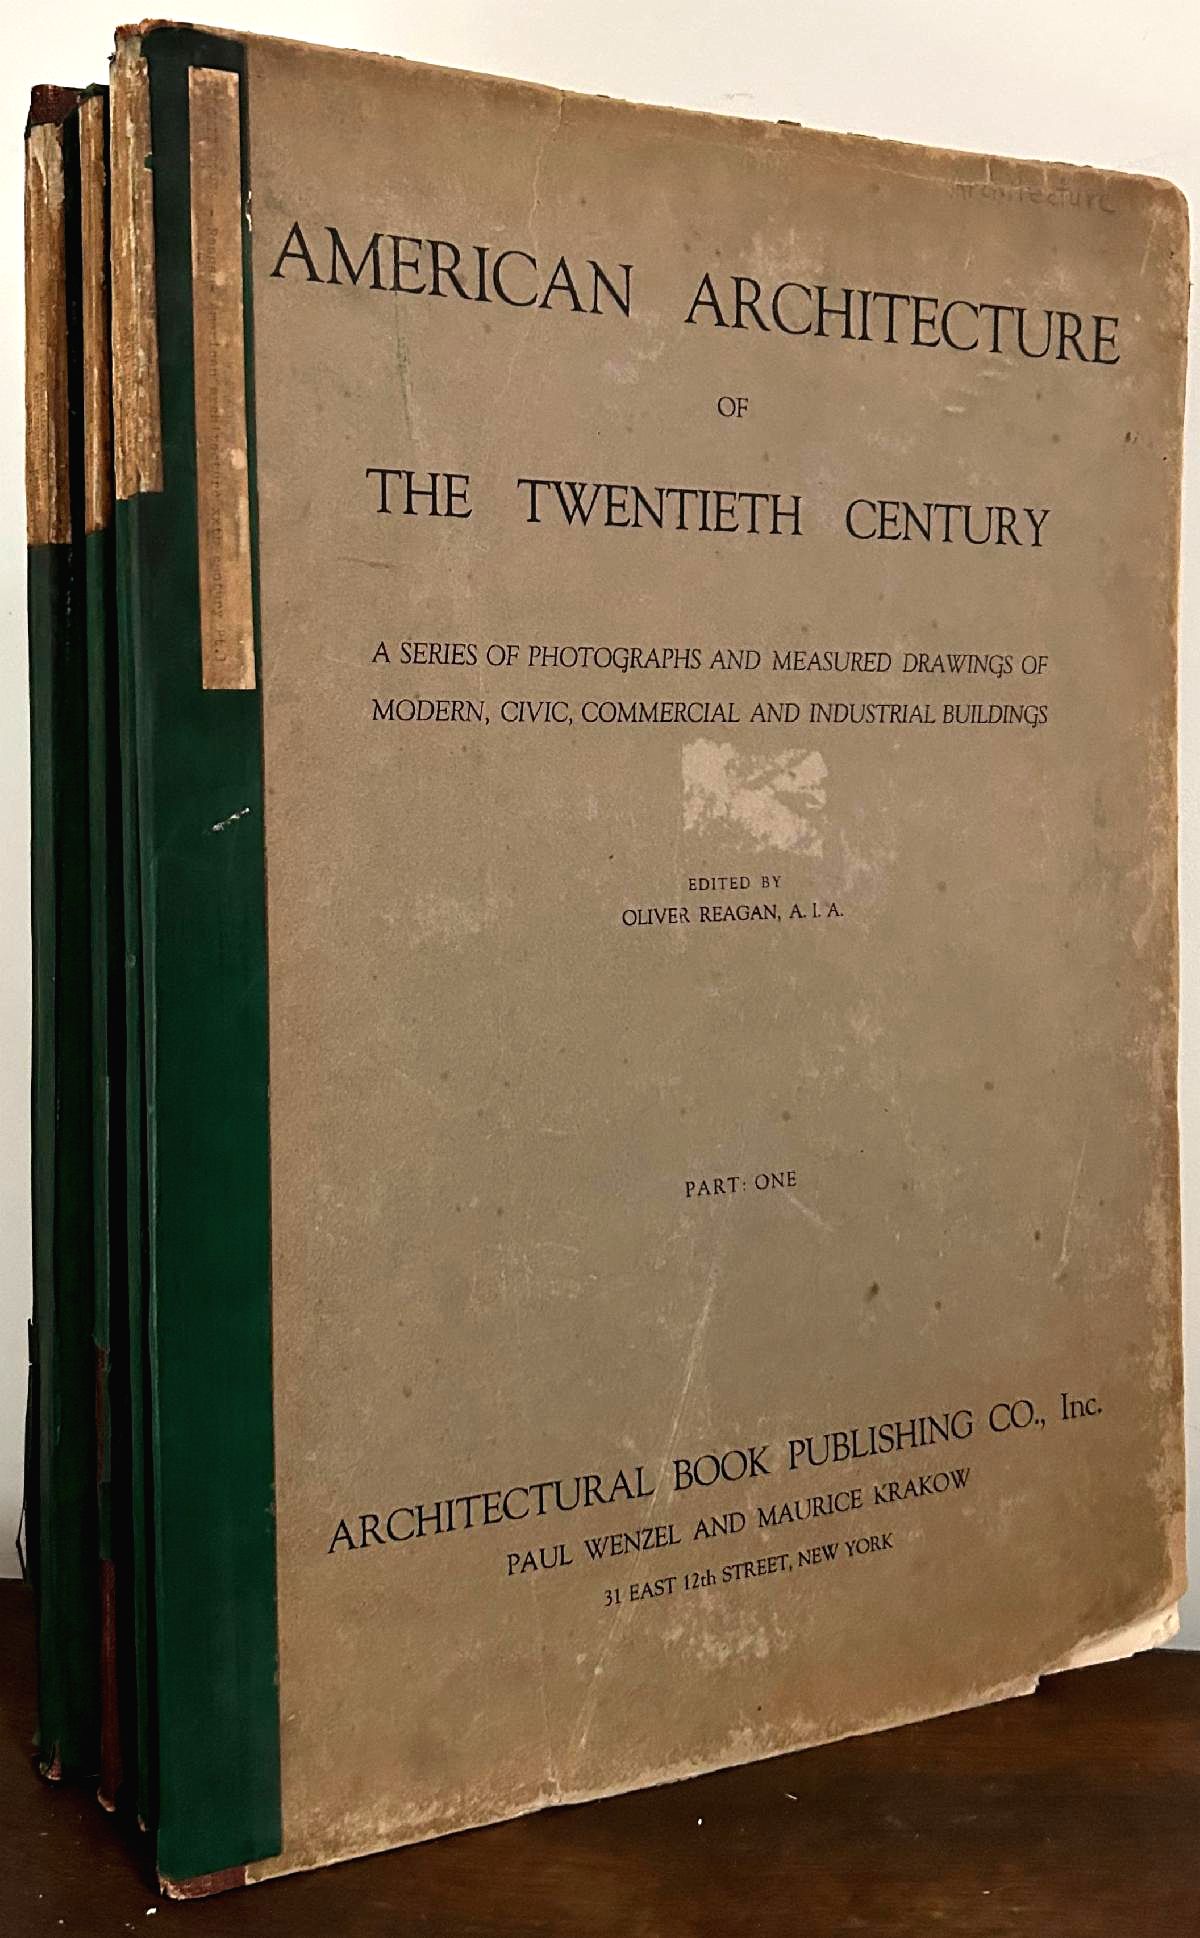 Architecture
AMERICAN ARCHITECTURE
OF
THE TWENTIETH CENTURY
A SERIES OF PHOTOGRAPHS AND MEASURED DRAWINGS OF
MODERN, CIVIC, COMMERCIAL AND INDUSTRIAL BUILDINGS
EDITED BY
OLIVER REAGAN, A. I. A.
PART: ONE
ARCHITECTURAL BOOK PUBLISHING CO., Inc.
PAUL WENZEL AND MAURICE KRAKOW
31 EAST 12th STREET, NEW YORK